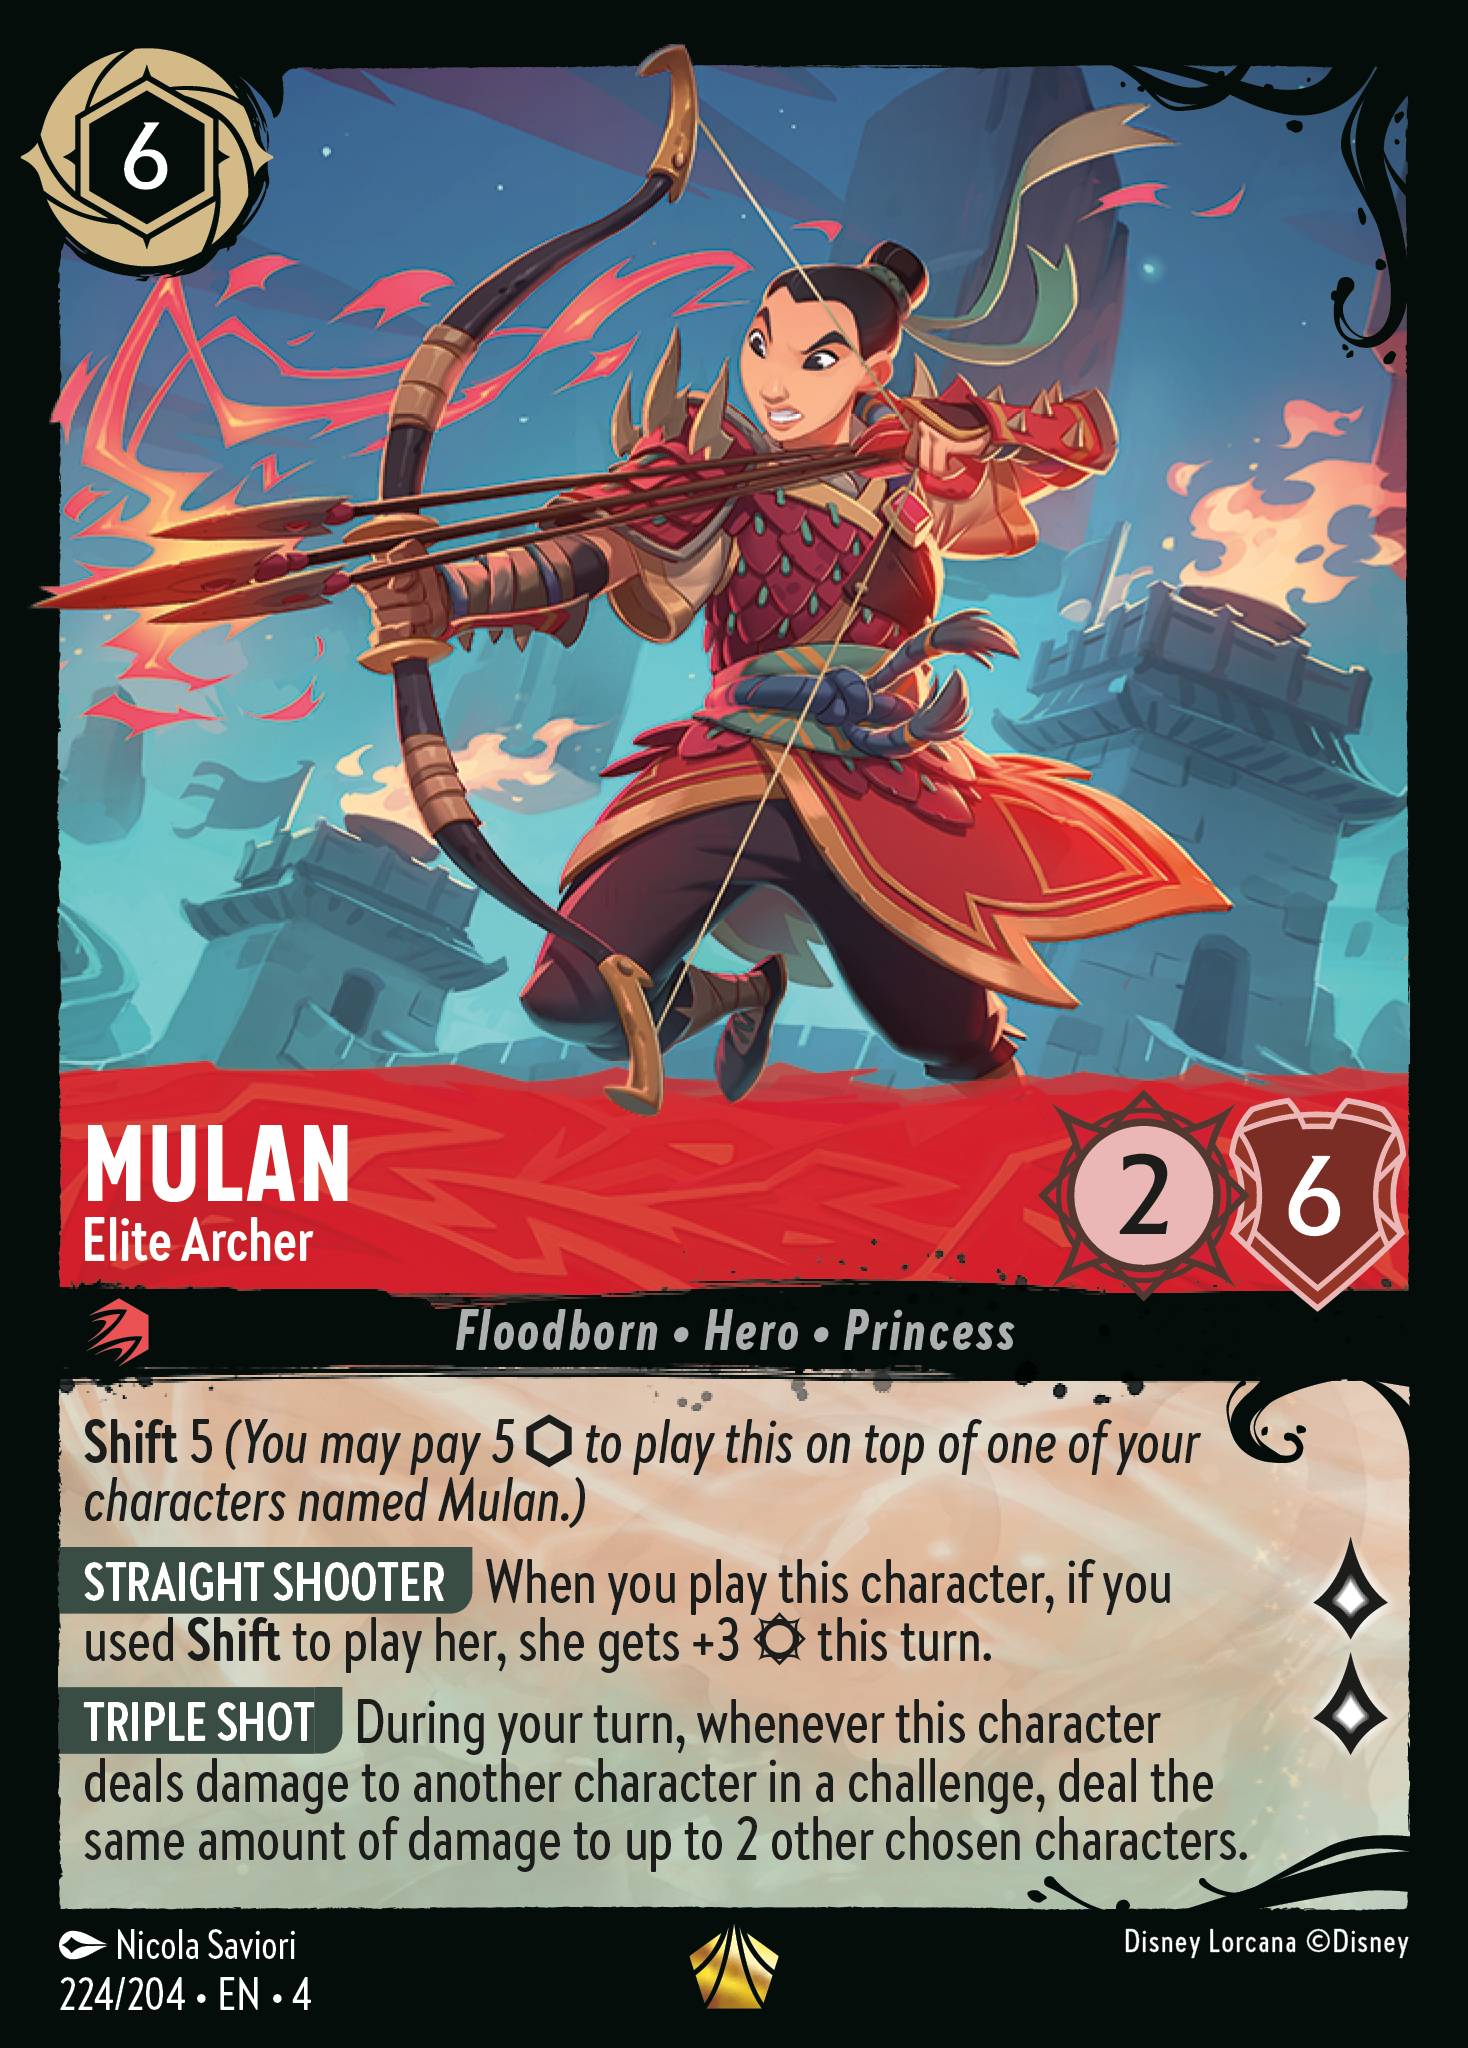 6
MULAN
Elite Archer
2
6
Floodborn • Hero • Princess
Shift 5 (You may pay 5 ⬡ to play this on top of one of your
characters named Mulan.)
STRAIGHT SHOOTER When you play this character, if you
used Shift to play her, she gets +3 ¤ this turn.
TRIPLE SHOT During your turn, whenever this character
deals damage to another character in a challenge, deal the
same amount of damage to up to 2 other chosen characters.
Nicola Saviori
Disney Lorcana ©Disney
224/204 • EN • 4